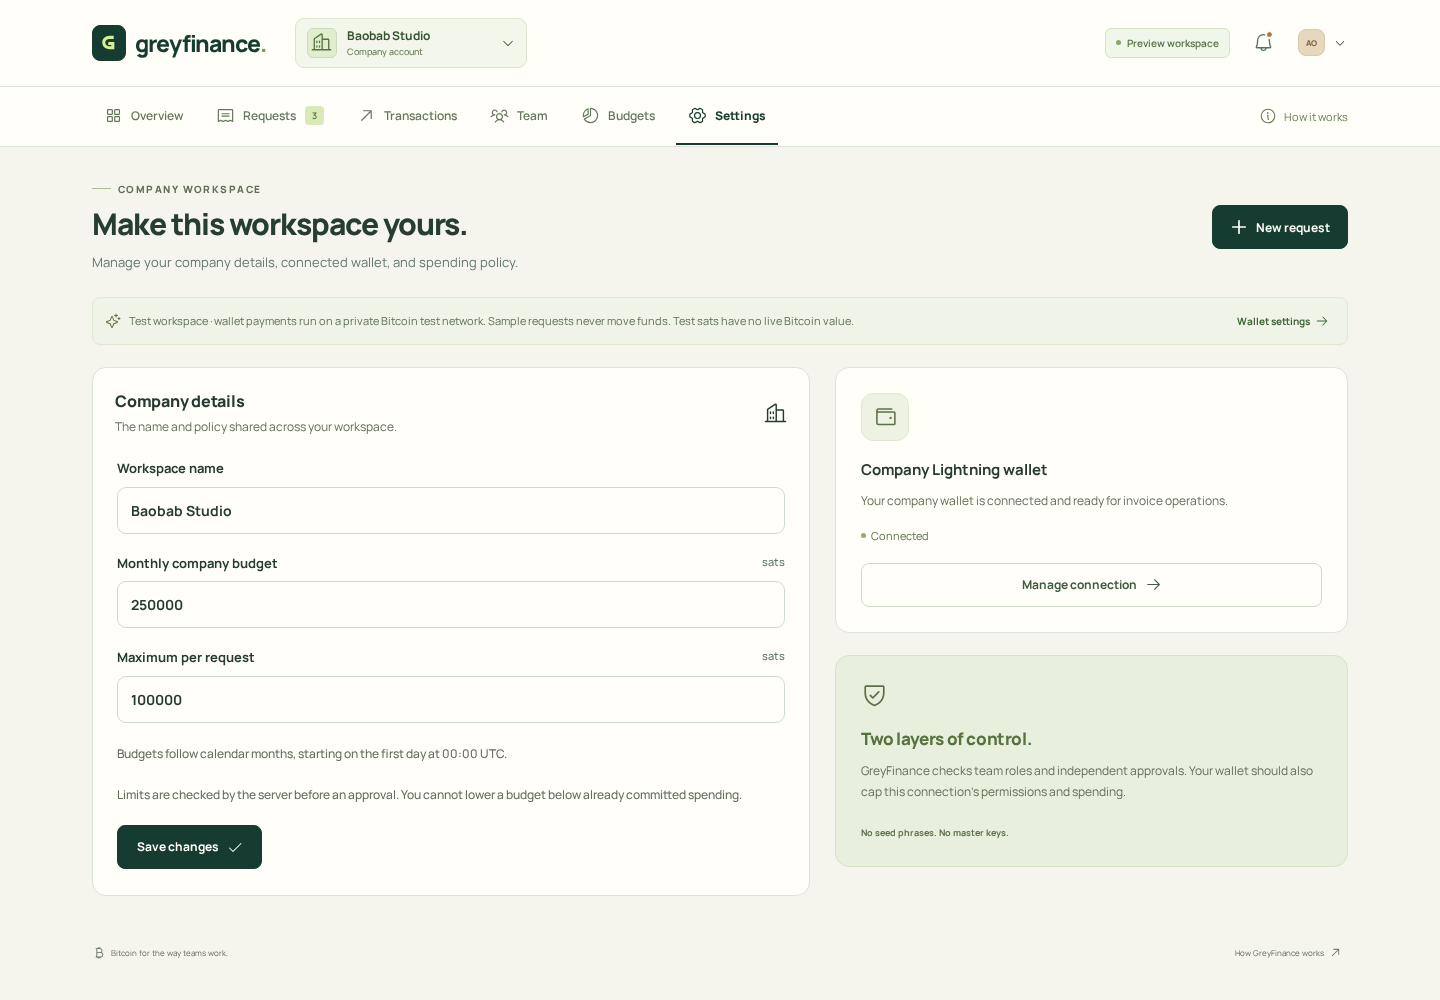 G greyfinance.
Baobab Studio
Company account
Preview workspace
AO
Overview
Requests 3
Transactions
Team
Budgets
Settings
How it works
COMPANY WORKSPACE
Make this workspace yours.
Manage your company details, connected wallet, and spending policy.
New request
Test workspace · wallet payments run on a private Bitcoin test network. Sample requests never move funds. Test sats have no live Bitcoin value.
Wallet settings
Company details
The name and policy shared across your workspace.
Workspace name
Baobab Studio
Monthly company budget sats
250000
Maximum per request sats
100000
Budgets follow calendar months, starting on the first day at 00:00 UTC.
Limits are checked by the server before an approval. You cannot lower a budget below already committed spending.
Save changes
Company Lightning wallet
Your company wallet is connected and ready for invoice operations.
Connected
Manage connection
Two layers of control.
GreyFinance checks team roles and independent approvals. Your wallet should also
cap this connection's permissions and spending.
No seed phrases. No master keys.
Bitcoin for the way teams work.
How GreyFinance works